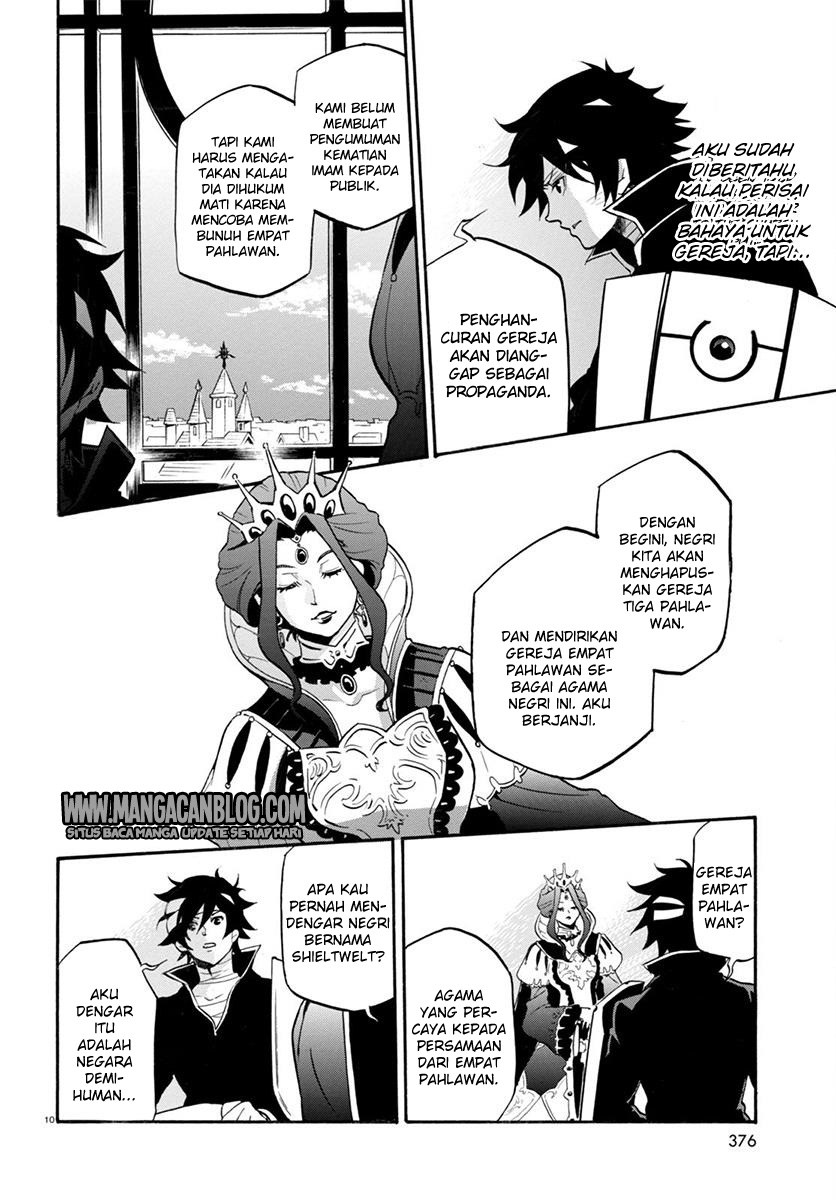 AKU SUDAH
DIBERITAHU,
KALAU PERISAI
INI ADALAH?
BAHAYA UNTUK
GEREJA, TAPI...
PENGHAN-
CURAN GEREJA
AKAN DIANG-
GAP SEBAGAI
PROPAGANDA.
KAMI BELUM
MEMBUAT
PENGUMUMAN
KEMATIAN
IMAM KEPADA
PUBLIK.
TAPI KAMI
HARUS MENGA-
TAKAN KALAU
DIA DIHUKUM
MATI KARENA
MENCOBA MEM-
BUNUH EMPAT
PAHLAWAN.
DENGAN
BEGINI, NEGRI
KITA AKAN
MENGHAPUS-
KAN GEREJA
TIGA PAHLA-
WAN.
DAN MENDIRIKAN
GEREJA EMPAT
PAHLAWAN SE-
BAGAI AGAMA
NEGRI INI. AKU
BERJANJI.
WWW.MANGACANBLOG.COM
SITUS BACA MANGA UPDATE SETIAP HARI
GEREJA
EMPAT
PAHLA-
WAN?
AGAMA
YANG PER-
CAYA KEPADA
PERSAMAAN
DARI EMPAT
PAHLAWAN.
APA KAU
PERNAH MEN-
DENGAR NEGRI
BERNAMA
SHIELTWELT?
AKU
DENGAR
ITU
ADALAH
NEGARA
DEMI-
HUMAN...
10
376